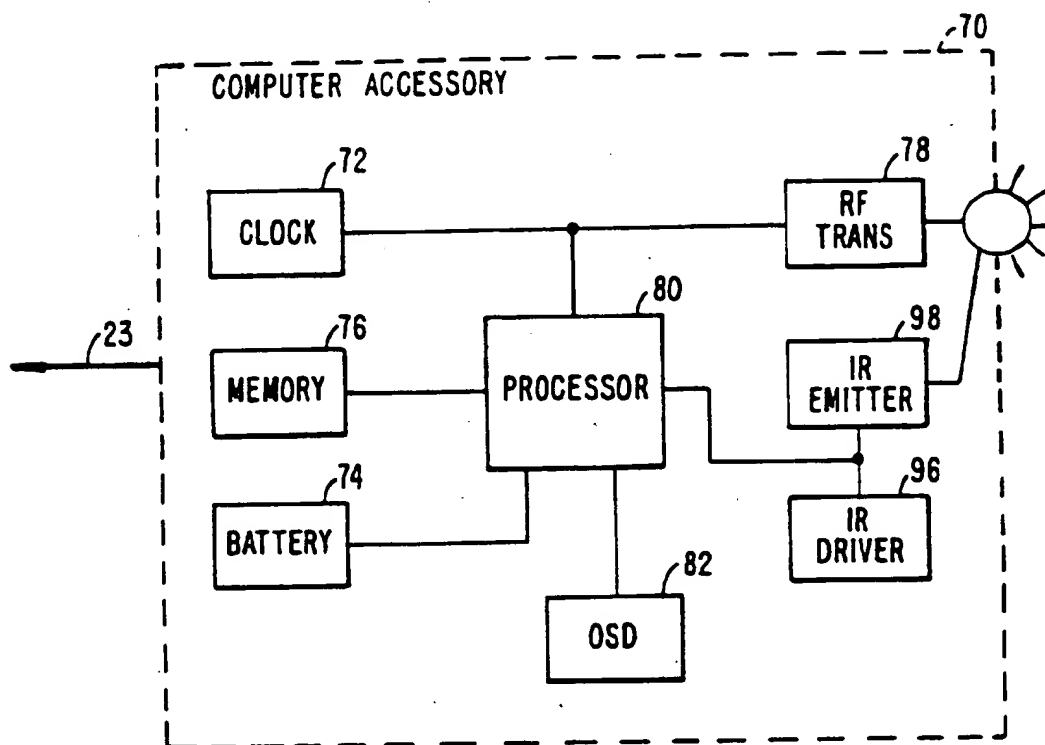 70
COMPUTER ACCESSORY
72
CLOCK
78
RF
TRANS
80
PROCESSOR
98
IR
EMITTER
23
76
MEMORY
74
BATTERY
96
IR
DRIVER
82
OSD